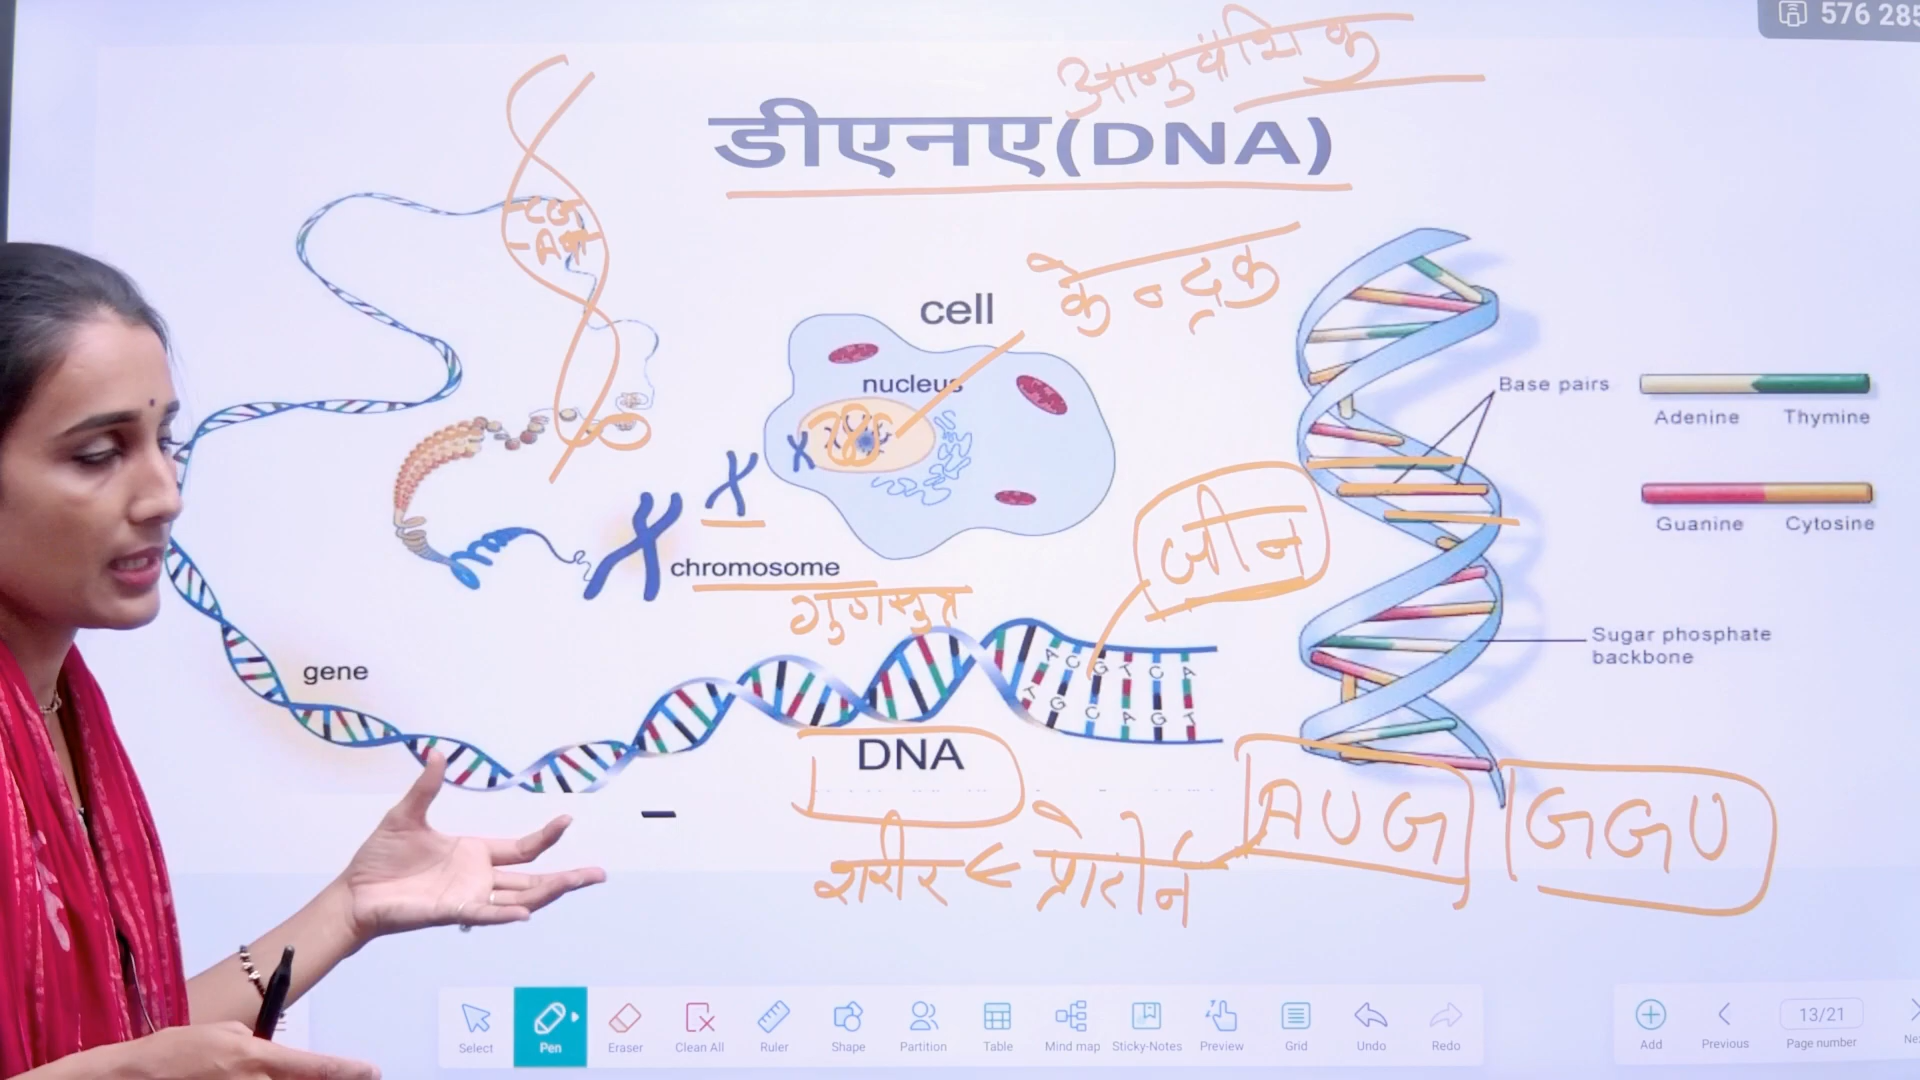 576 285
आनुवंशिक
डीएनए(DNA)
केन्द्रक
cell
nucleus
Base pairs
Adenine Thymine
Guanine Cytosine
जीन
chromosome
गुणसुत्र
Sugar phosphate
backbone
gene
A C G T C A
T G C A G T
DNA
AUG GGU
शरीर ← प्रोटीन
Select Pen Eraser Clean All Ruler Shape Partition Table Mind map Sticky-Notes Preview Grid Undo Redo
Add Previous 13/21 Page number